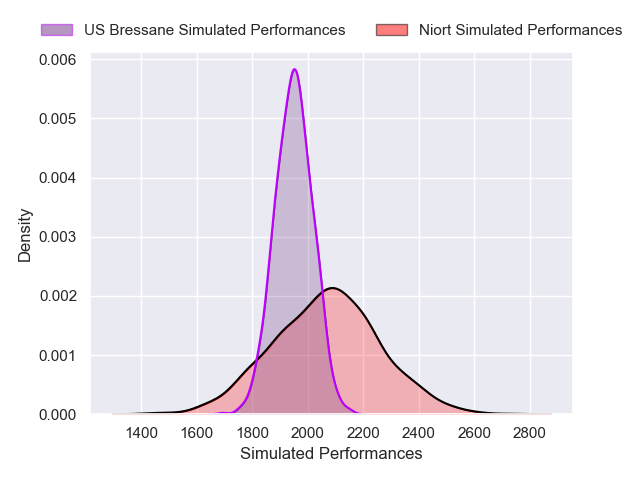 US Bressane Simulated Performances
Niort Simulated Performances
0.006
0.005
0.004
0.003
0.002
0.001
0.000
Density
1400 1600 1800 2000 2200 2400 2600 2800
Simulated Performances